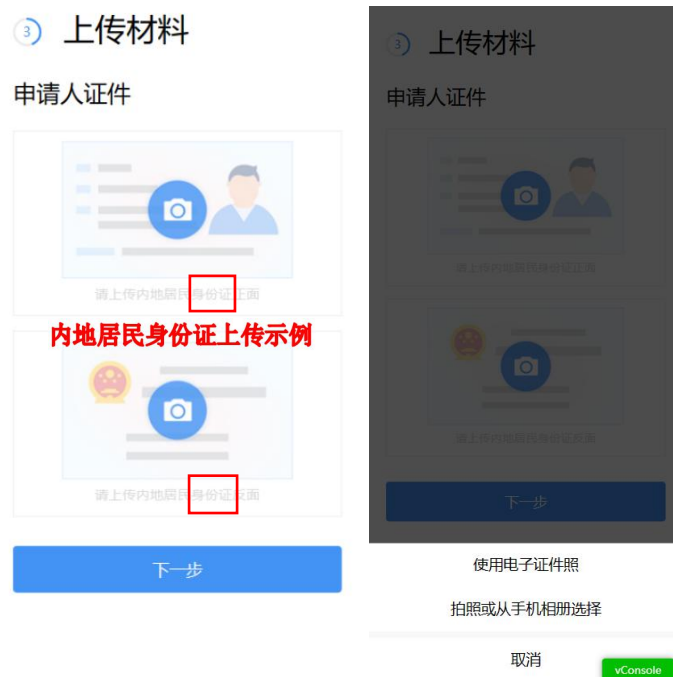 3 上传材料
申请人证件
请上传内地居民身份证正面
内地居民身份证上传示例
请上传内地居民身份证反面
下一步
3 上传材料
申请人证件
请上传内地居民身份证正面
请上传内地居民身份证反面
下一步
使用电子证件照
拍照或从手机相册选择
取消
vConsole